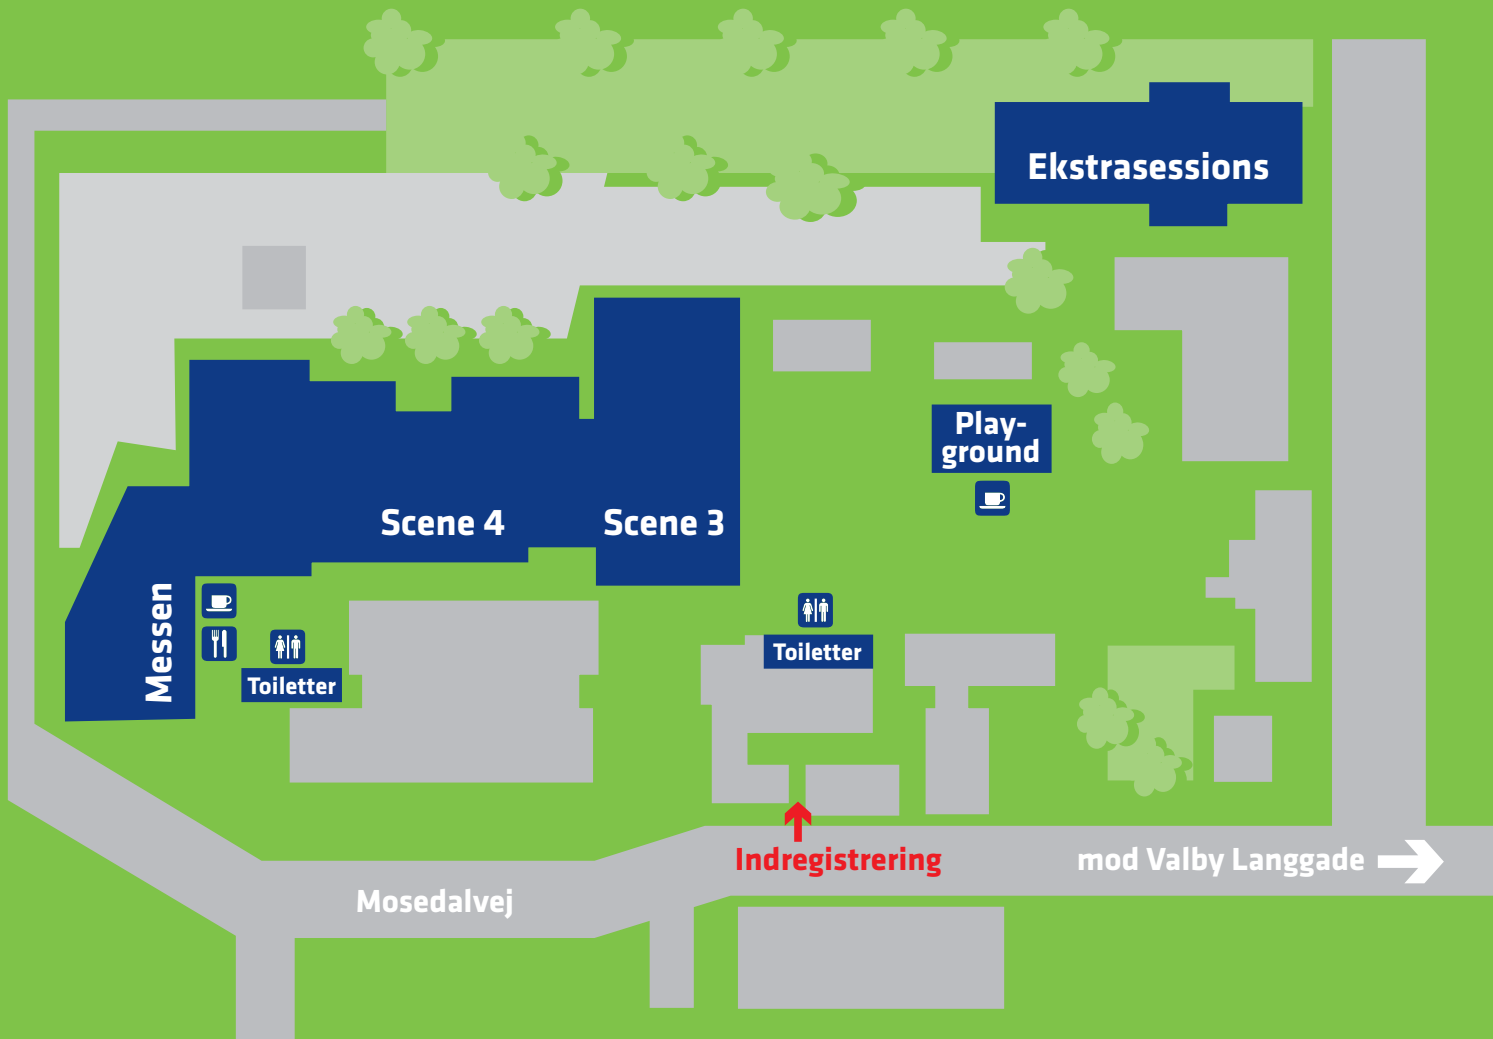 Ekstrasessions
Play-
ground
Scene 4
Scene 3
Messen
Toiletter
Toiletter
Indregistrering
mod Valby Langgade
Mosedalvej